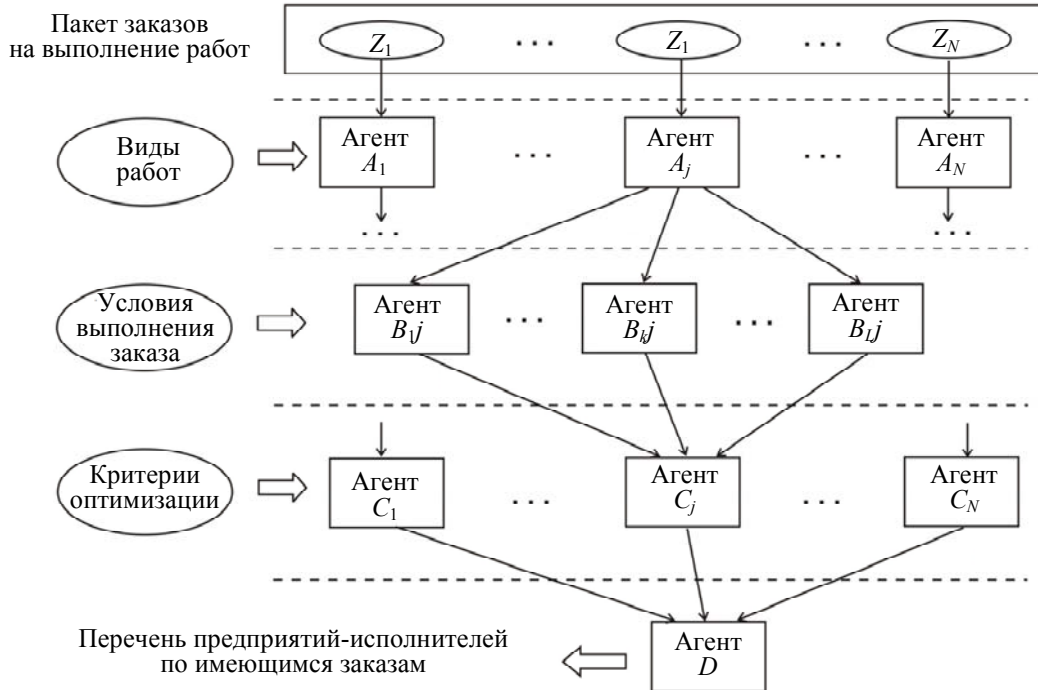 Пакет заказов
на выполнение работ
Z1 ... Z1 ... ZN
Виды
работ
Агент
A1
...
Агент
Aj
...
Агент
AN
... ...
Условия
выполнения
заказа
Агент
B1j
...
Агент
Bkj
...
Агент
BLj
Критерии
оптимизации
Агент
C1
...
Агент
Cj
...
Агент
CN
Перечень предприятий-исполнителей
по имеющимся заказам
Агент
D